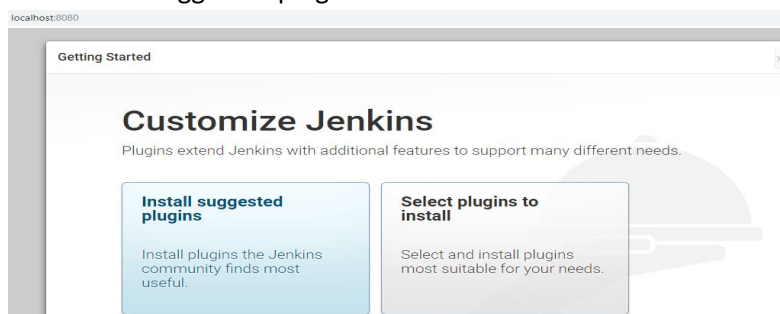 localhost:8080
Getting Started
Customize Jenkins
Plugins extend Jenkins with additional features to support many different needs.
Install suggested
plugins
Install plugins the Jenkins
community finds most
useful.
Select plugins to
install
Select and install plugins
most suitable for your needs.